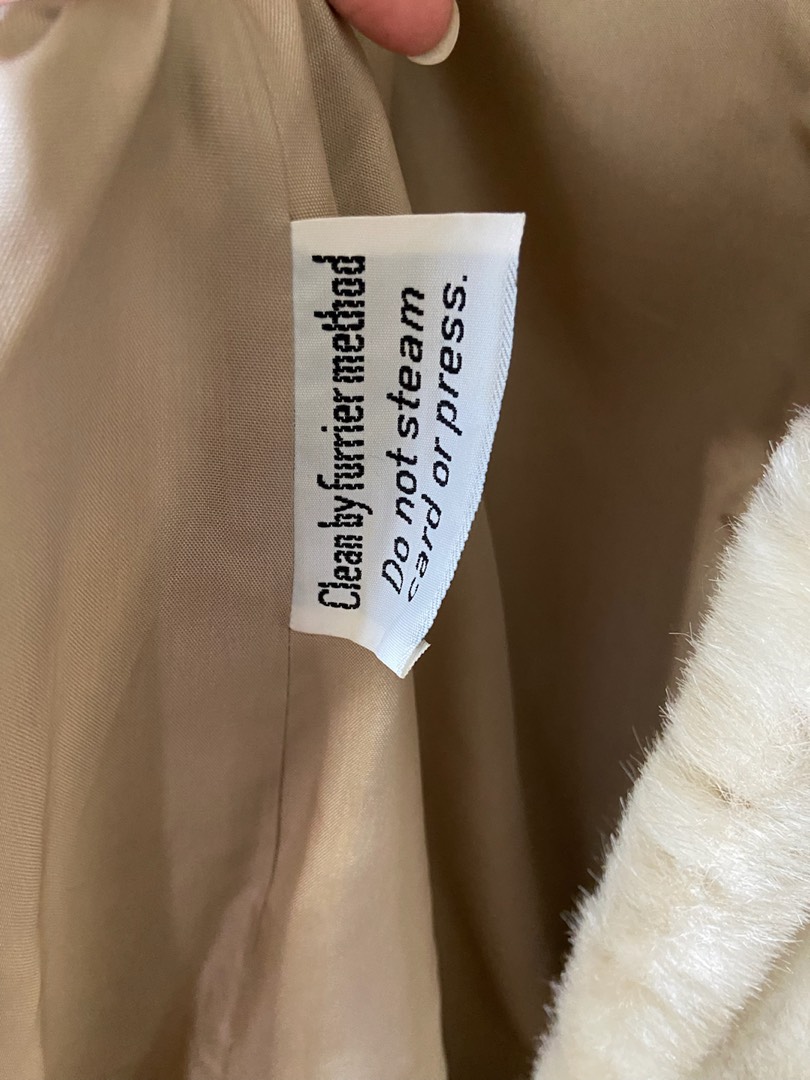 Clean by furrier method
Do not steam
card or press.